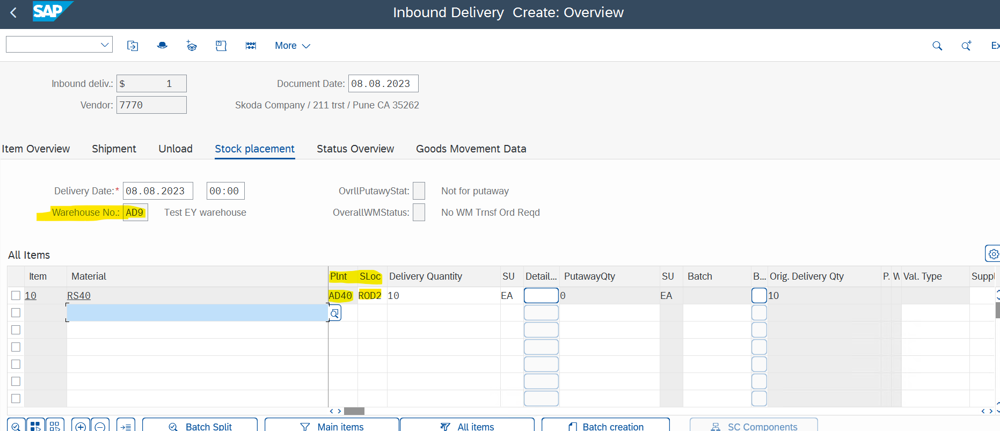 SAP
Inbound Delivery Create: Overview
More
Ex
Inbound deliv.: $ 1
Document Date: 08.08.2023
Vendor: 7770
Skoda Company / 211 trst / Pune CA 35262
Item Overview Shipment Unload Stock placement Status Overview Goods Movement Data
Delivery Date:* 08.08.2023 00:00
OvrllPutawyStat: Not for putaway
Warehouse No.: AD9 Test EY warehouse
OverallWMStatus: No WM Trnsf Ord Reqd
All Items
Item Material Plnt SLoc Delivery Quantity SU Detail... PutawayQty SU Batch B... Orig. Delivery Qty P. W Val. Type Suppl
10 RS40 AD40 ROD2 10 EA 0 EA 10
Batch Split Main items All items Batch creation SC Components